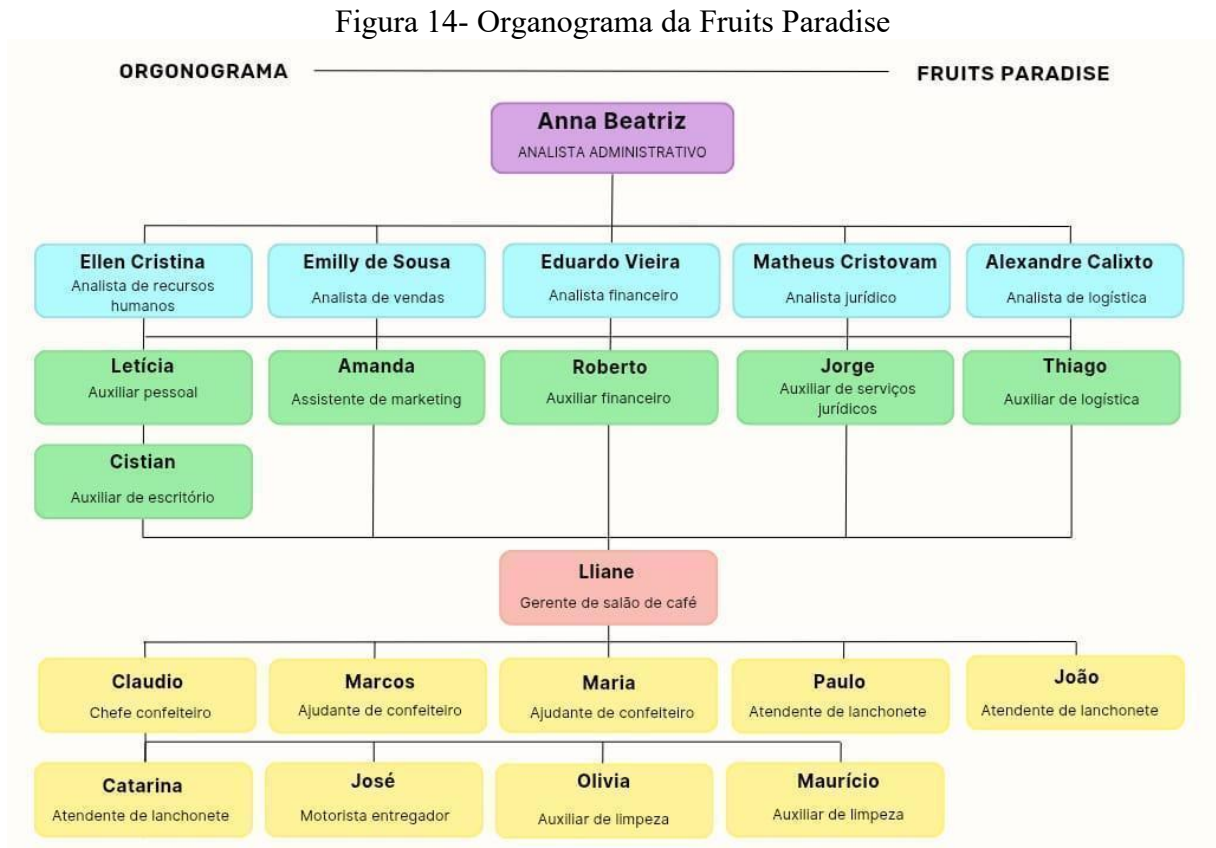 Figura 14- Organograma da Fruits Paradise
ORGONOGRAMA
FRUITS PARADISE
Anna Beatriz
ANALISTA ADMINISTRATIVO
Ellen Cristina
Analista de recursos
humanos
Emilly de Sousa
Analista de vendas
Eduardo Vieira
Analista financeiro
Matheus Cristovam
Analista jurídico
Alexandre Calixto
Analista de logística
Letícia
Auxiliar pessoal
Amanda
Assistente de marketing
Roberto
Auxiliar financeiro
Jorge
Auxiliar de serviços
jurídicos
Thiago
Auxiliar de logística
Cistian
Auxiliar de escritório
Lliane
Gerente de salão de café
Claudio
Chefe confeiteiro
Marcos
Ajudante de confeiteiro
Maria
Ajudante de confeiteiro
Paulo
Atendente de lanchonete
João
Atendente de lanchonete
Catarina
Atendente de lanchonete
José
Motorista entregador
Olivia
Auxiliar de limpeza
Maurício
Auxiliar de limpeza